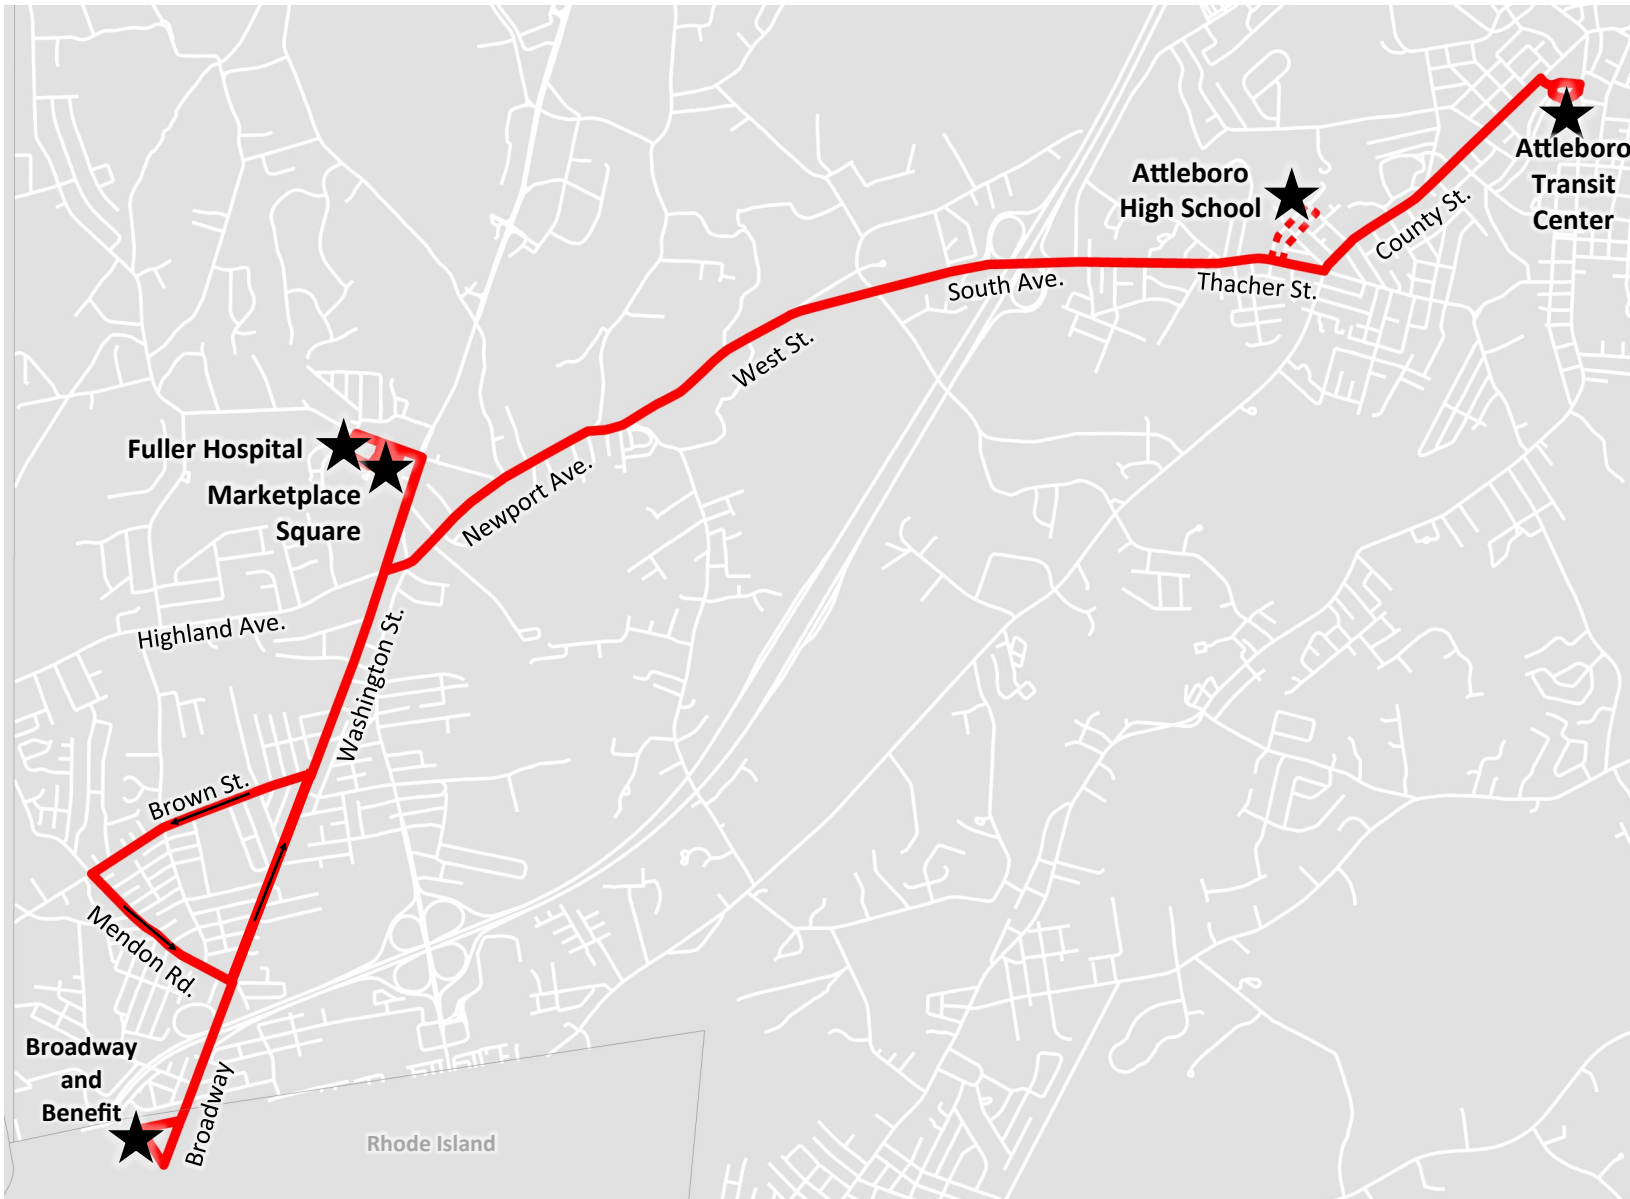 Attleboro
Transit
Center
Attleboro
High School
County St.
Thacher St.
South Ave.
West St.
Newport Ave.
Fuller Hospital
Marketplace
Square
Highland Ave.
Washington St.
Brown St.
Mendon Rd.
Broadway
and
Benefit
Broadway
Rhode Island